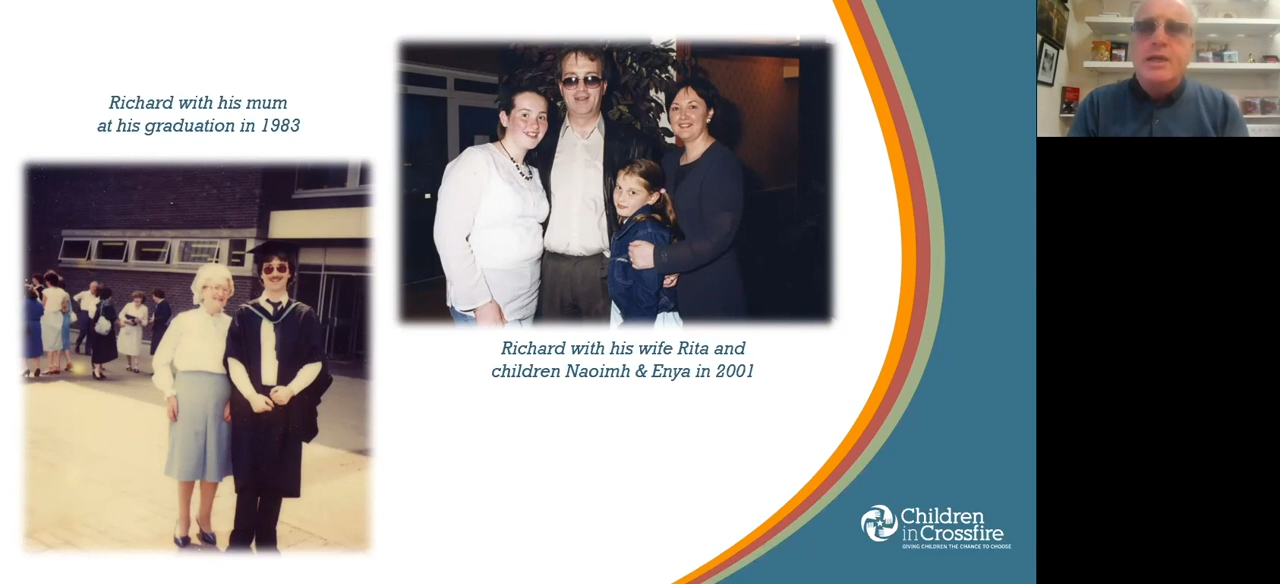 Richard with his mum
at his graduation in 1983
Richard with his wife Rita and
children Naoimh & Enya in 2001
Children
in Crossfire
GIVING CHILDREN THE CHANCE TO CHOOSE